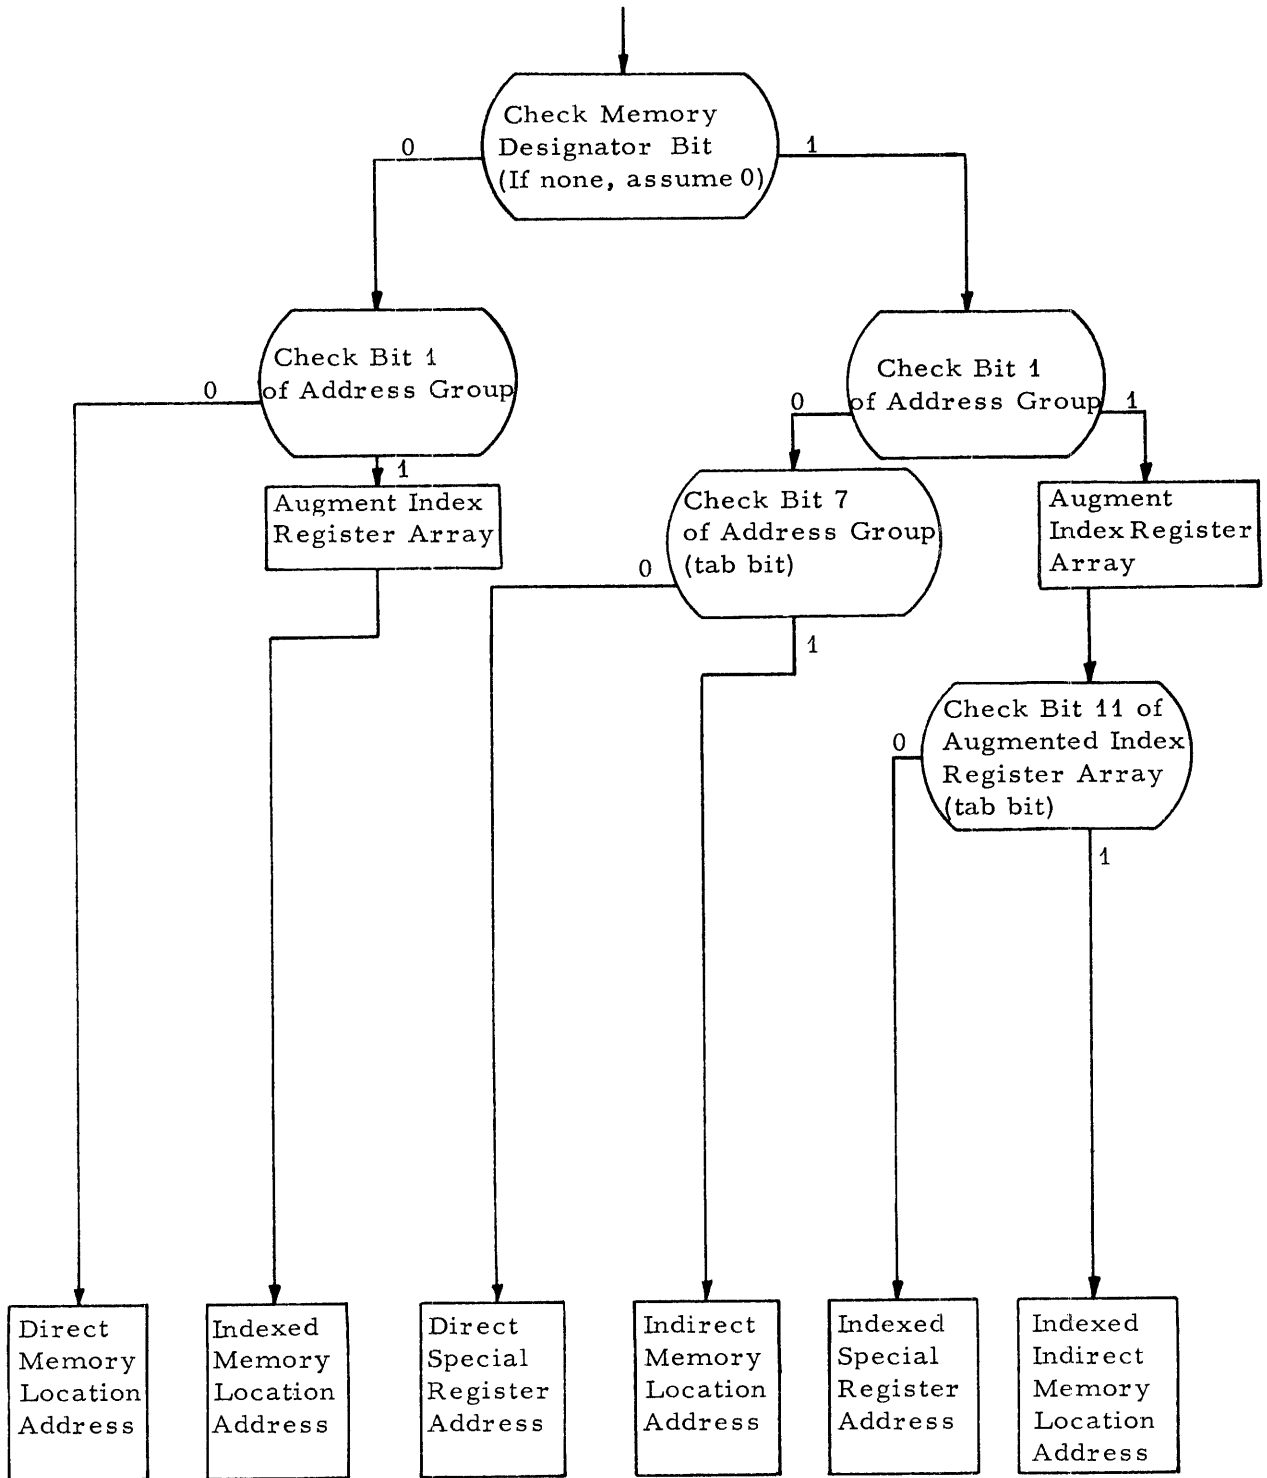 Check Memory
Designator Bit
(If none, assume 0)
0
1
Check Bit 1
of Address Group
0
1
Check Bit 1
of Address Group
0
1
Augment Index
Register Array
Check Bit 7
of Address Group
(tab bit)
0
1
Augment
Index Register
Array
Check Bit 11 of
Augmented Index
Register Array
(tab bit)
0
1
Direct
Memory
Location
Address
Indexed
Memory
Location
Address
Direct
Special
Register
Address
Indirect
Memory
Location
Address
Indexed
Special
Register
Address
Indexed
Indirect
Memory
Location
Address